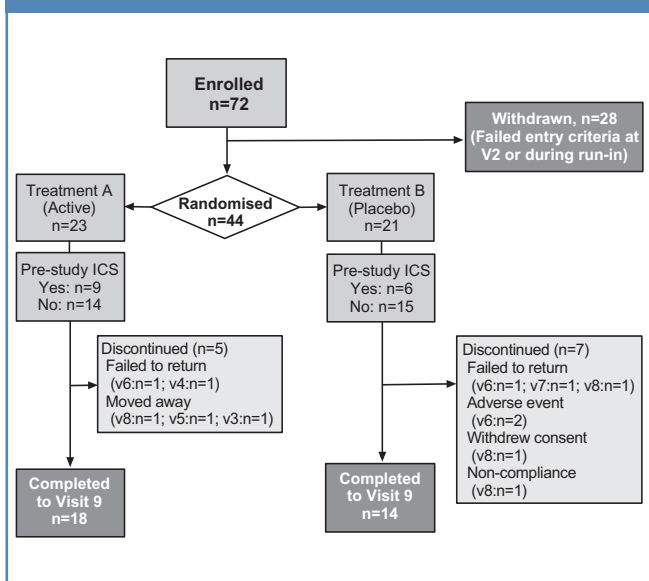 Enrolled
n=72
Withdrawn, n=28
(Failed entry criteria at
V2 or during run-in)
Treatment A
(Active)
n=23
Randomised
n=44
Treatment B
(Placebo)
n=21
Pre-study ICS
Yes: n=9
No: n=14
Pre-study ICS
Yes: n=6
No: n=15
Discontinued (n=5)
Failed to return
(v6:n=1; v4:n=1)
Moved away
(v8:n=1; v5:n=1; v3:n=1)
Discontinued (n=7)
Failed to return
(v6:n=1; v7:n=1; v8:n=1)
Adverse event
(v6:n=2)
Withdrew consent
(v8:n=1)
Non-compliance
(v8:n=1)
Completed
to Visit 9
n=18
Completed
to Visit 9
n=14